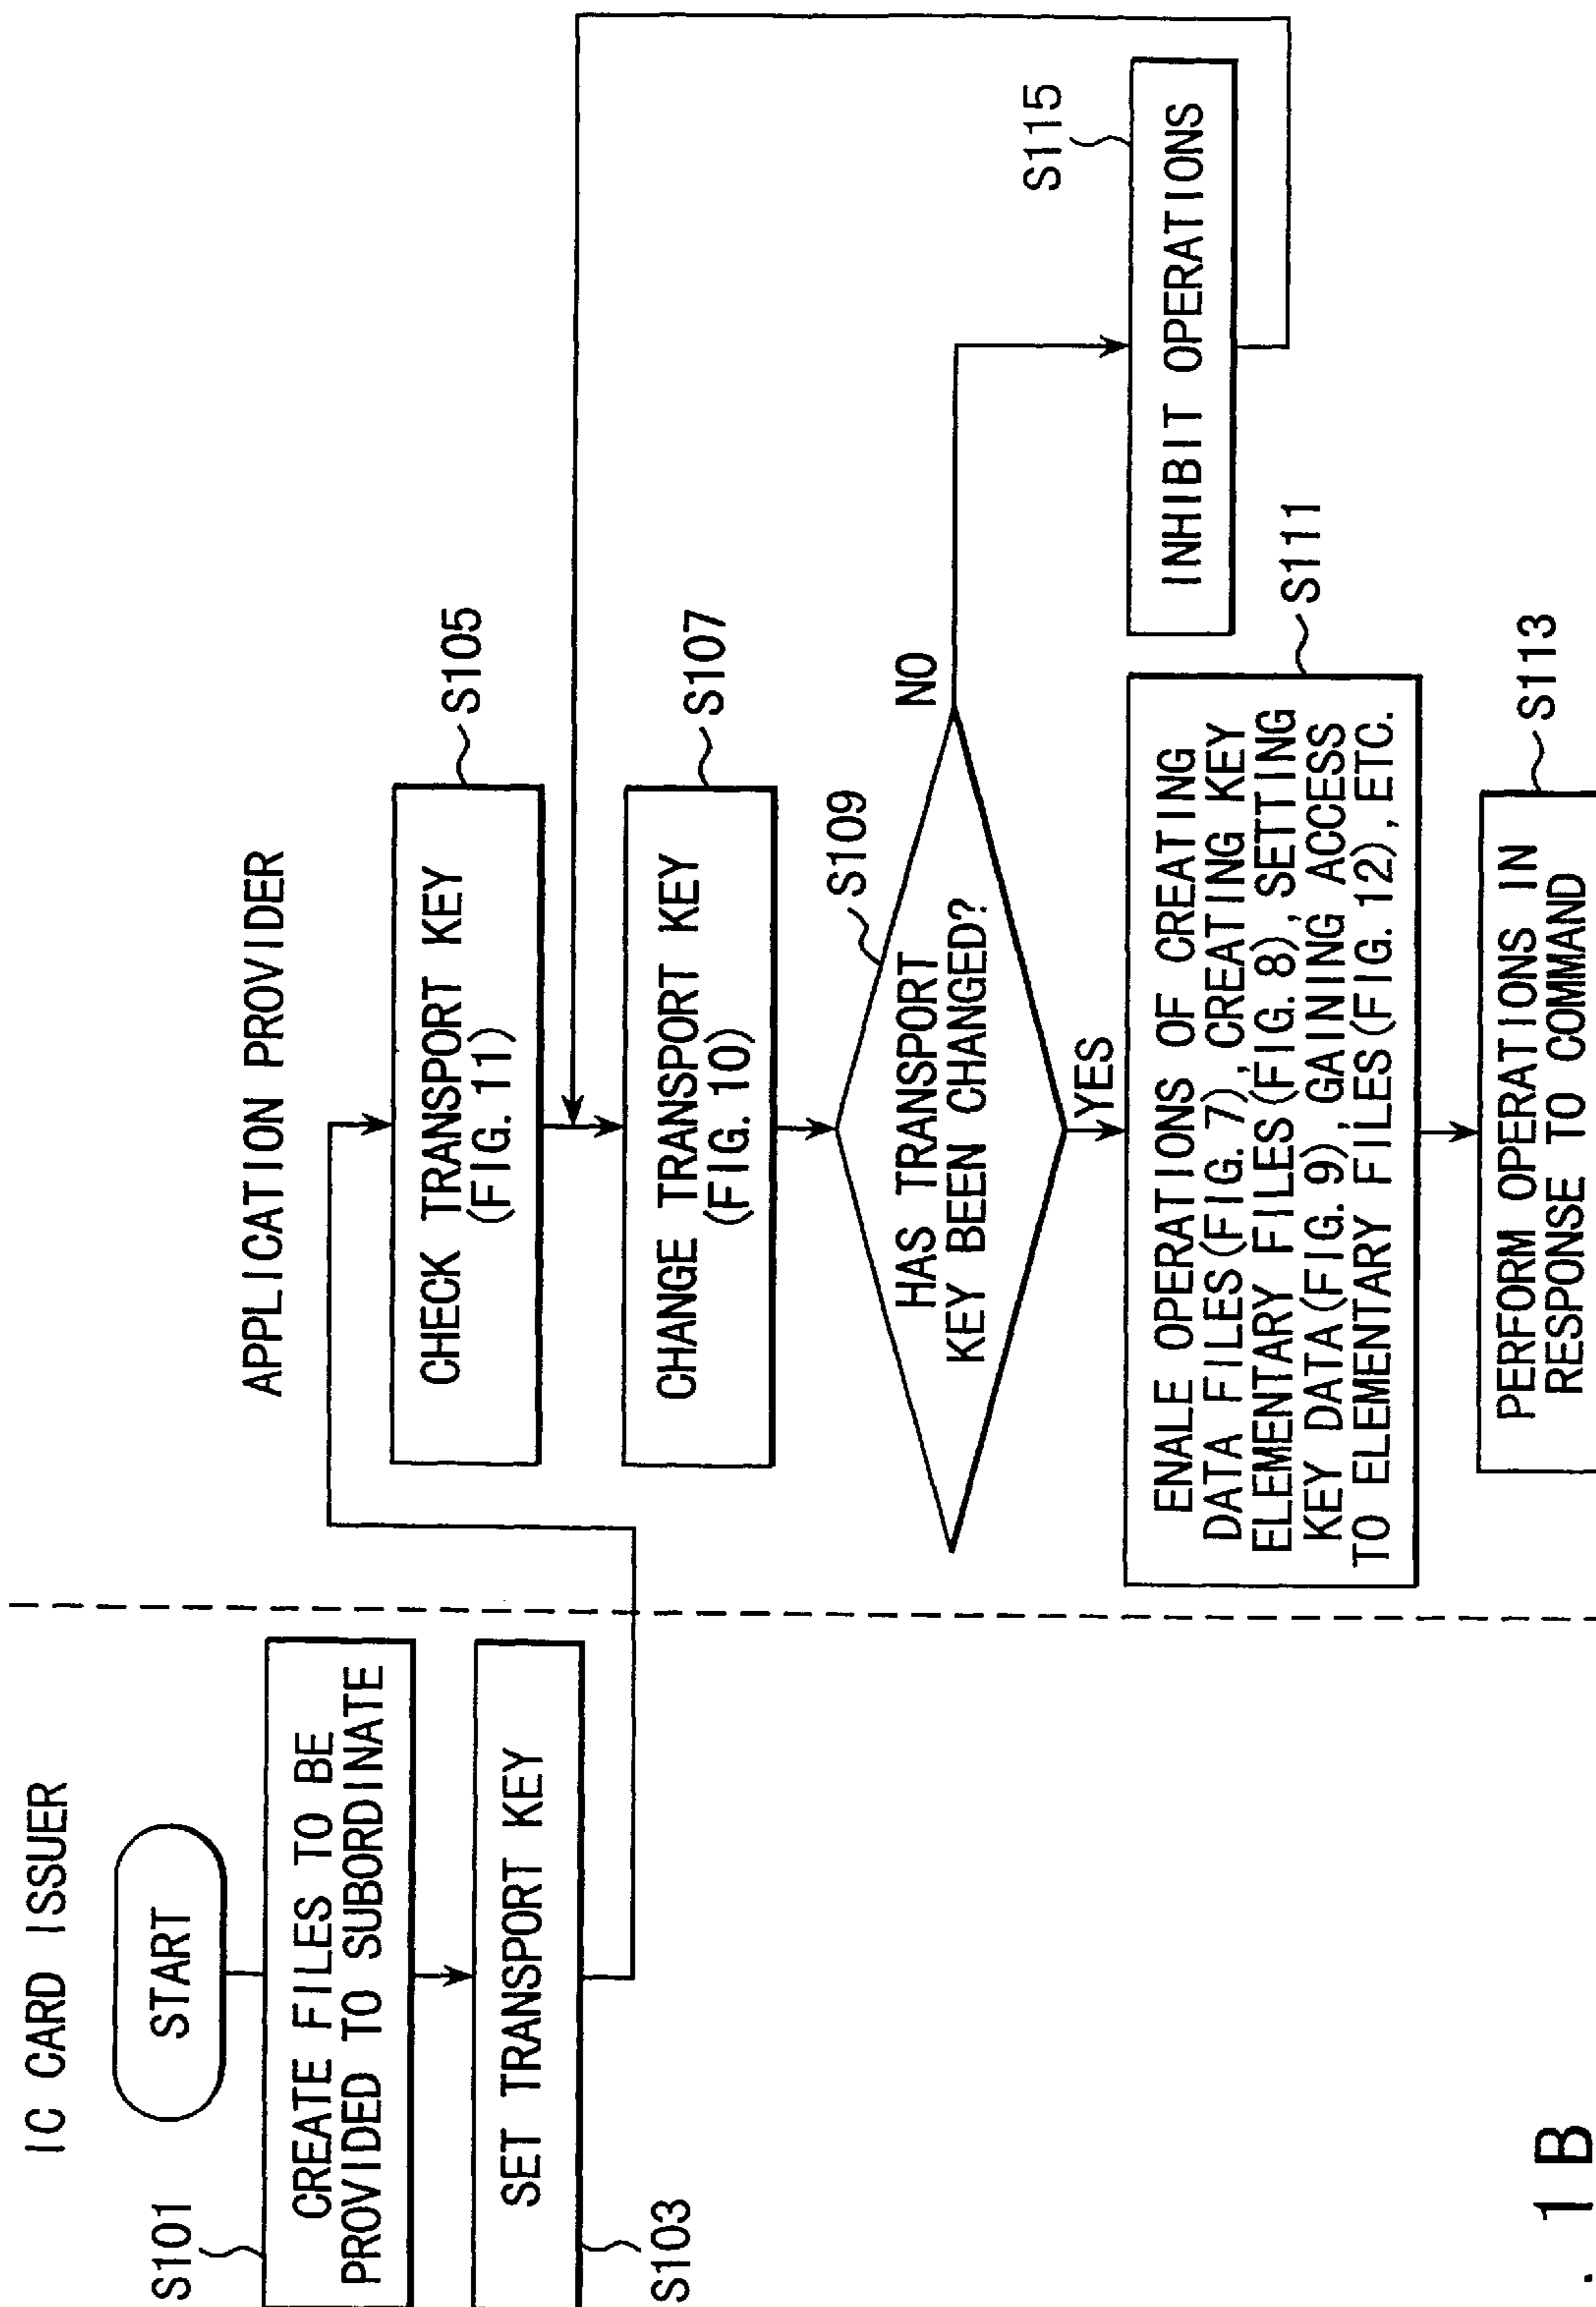 IC CARD ISSUER
START
S101
CREATE FILES TO BE
PROVIDED TO SUBORDINATE
SET TRANSPORT KEY
S103
APPLICATION PROVIDER
CHECK TRANSPORT KEY
(FIG. 11)
S105
CHANGE TRANSPORT KEY
(FIG. 10)
S107
HAS TRANSPORT
KEY BEEN CHANGED?
S109
NO
YES
INHIBIT OPERATIONS
S115
ENALE OPERATIONS OF CREATING
DATA FILES(FIG. 7), CREATING KEY
ELEMENTARY FILES(FIG. 8), SETTING
KEY DATA(FIG. 9), GAINING ACCESS
TO ELEMENTARY FILES(FIG. 12), ETC.
S111
PERFORM OPERATIONS IN
RESPONSE TO COMMAND
S113
. 1B